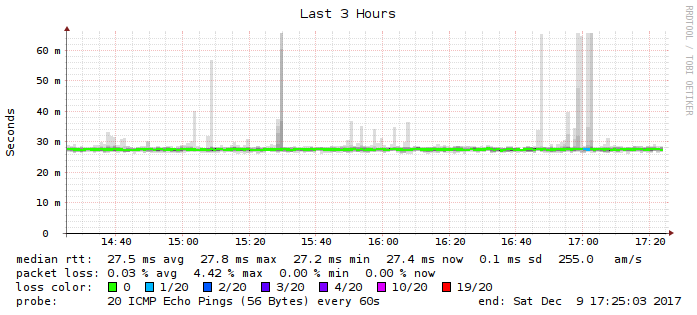 Last 3 Hours
RRDTOOL / TOBI OETIKER
Seconds
60 m
50 m
40 m
30 m
20 m
10 m
0
14:40 15:00 15:20 15:40 16:00 16:20 16:40 17:00 17:20
median rtt: 27.5 ms avg 27.8 ms max 27.2 ms min 27.4 ms now 0.1 ms sd 255.0 am/s
packet loss: 0.03 % avg 4.42 % max 0.00 % min 0.00 % now
loss color: 0 1/20 2/20 3/20 4/20 10/20 19/20
probe: 20 ICMP Echo Pings (56 Bytes) every 60s end: Sat Dec 9 17:25:03 2017